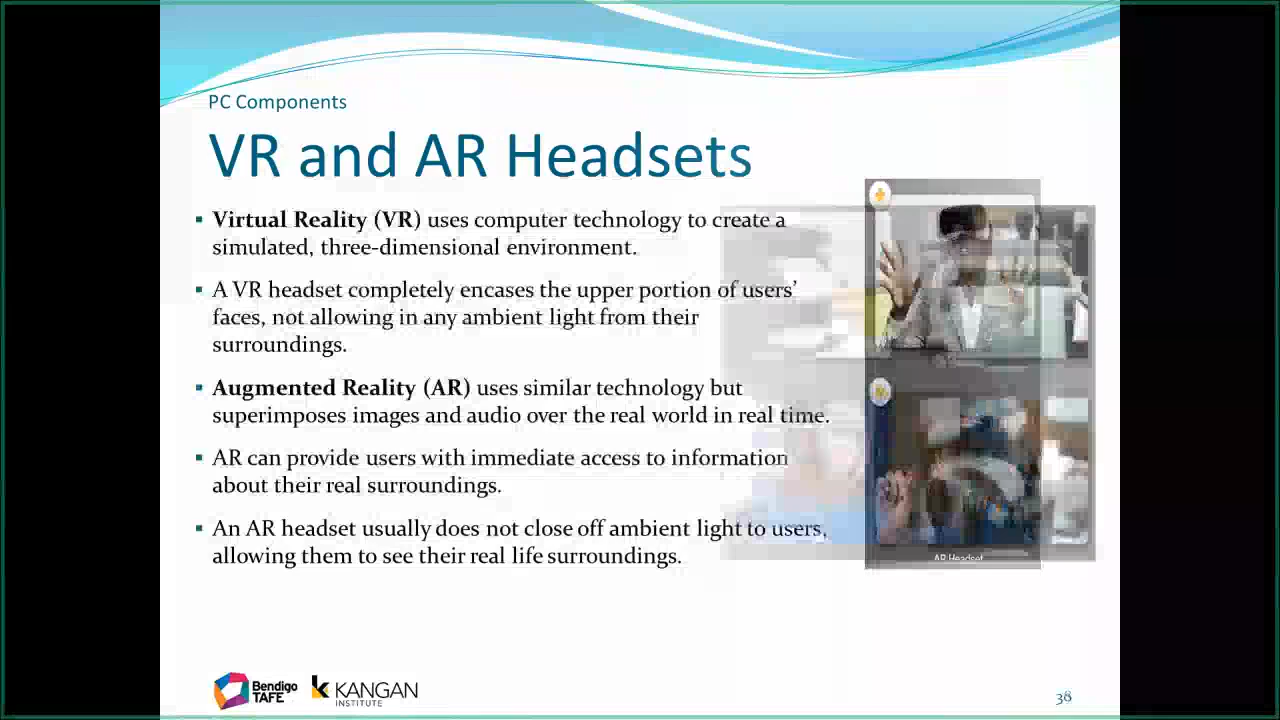 PC Components
VR and AR Headsets
▪ Virtual Reality (VR) uses computer technology to create a
simulated, three-dimensional environment.
▪ A VR headset completely encases the upper portion of users’
faces, not allowing in any ambient light from their
surroundings.
▪ Augmented Reality (AR) uses similar technology but
superimposes images and audio over the real world in real time.
▪ AR can provide users with immediate access to information
about their real surroundings.
▪ An AR headset usually does not close off ambient light to users,
allowing them to see their real life surroundings.
AR Headset
Bendigo
TAFE
KANGAN
INSTITUTE
38